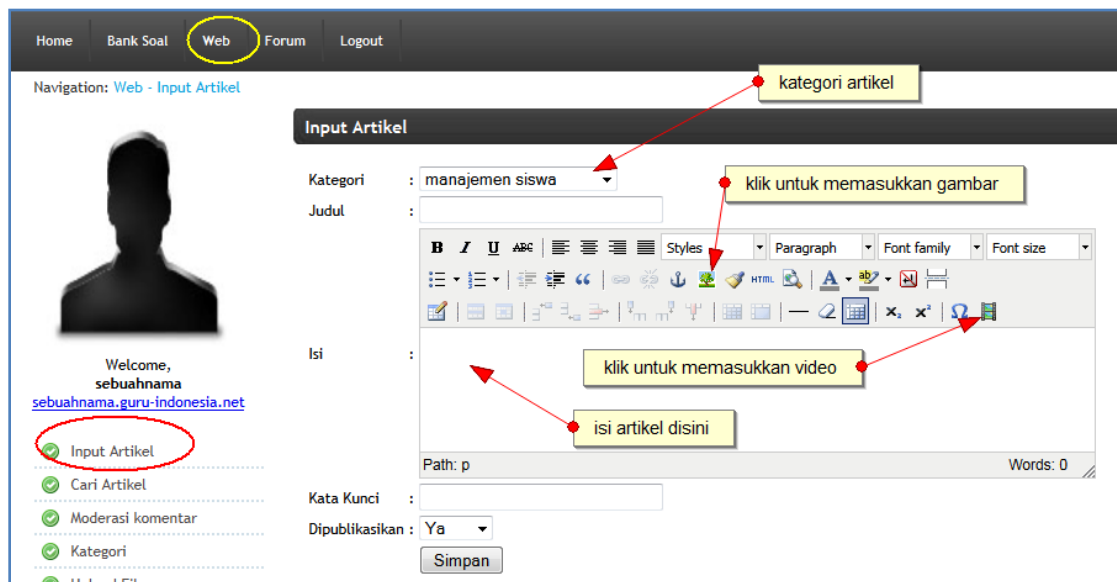 Home Bank Soal Web Forum Logout
Navigation: Web - Input Artikel
kategori artikel
Input Artikel
Kategori : manajemen siswa
klik untuk memasukkan gambar
Judul :
B I U ABC Styles Paragraph Font family Font size
HTML A ab
Isi :
klik untuk memasukkan video
isi artikel disini
Path: p Words: 0
Kata Kunci :
Dipublikasikan : Ya
Simpan
Welcome,
sebuahnama
sebuahnama.guru-indonesia.net
Input Artikel
Cari Artikel
Moderasi komentar
Kategori